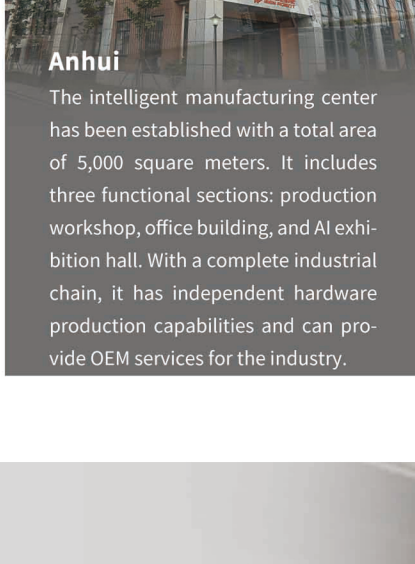 Anhui
The intelligent manufacturing center
has been established with a total area
of 5,000 square meters. It includes
three functional sections: production
workshop, office building, and AI exhi-
bition hall. With a complete industrial
chain, it has independent hardware
production capabilities and can pro-
vide OEM services for the industry.